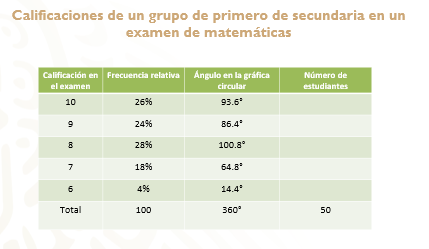 Calificaciones de un grupo de primero de secundaria en un
examen de matemáticas
Calificación en el examen Frecuencia relativa Ángulo en la gráfica circular Número de estudiantes
10 26% 93.6°
9 24% 86.4°
8 28% 100.8°
7 18% 64.8°
6 4% 14.4°
Total 100 360° 50